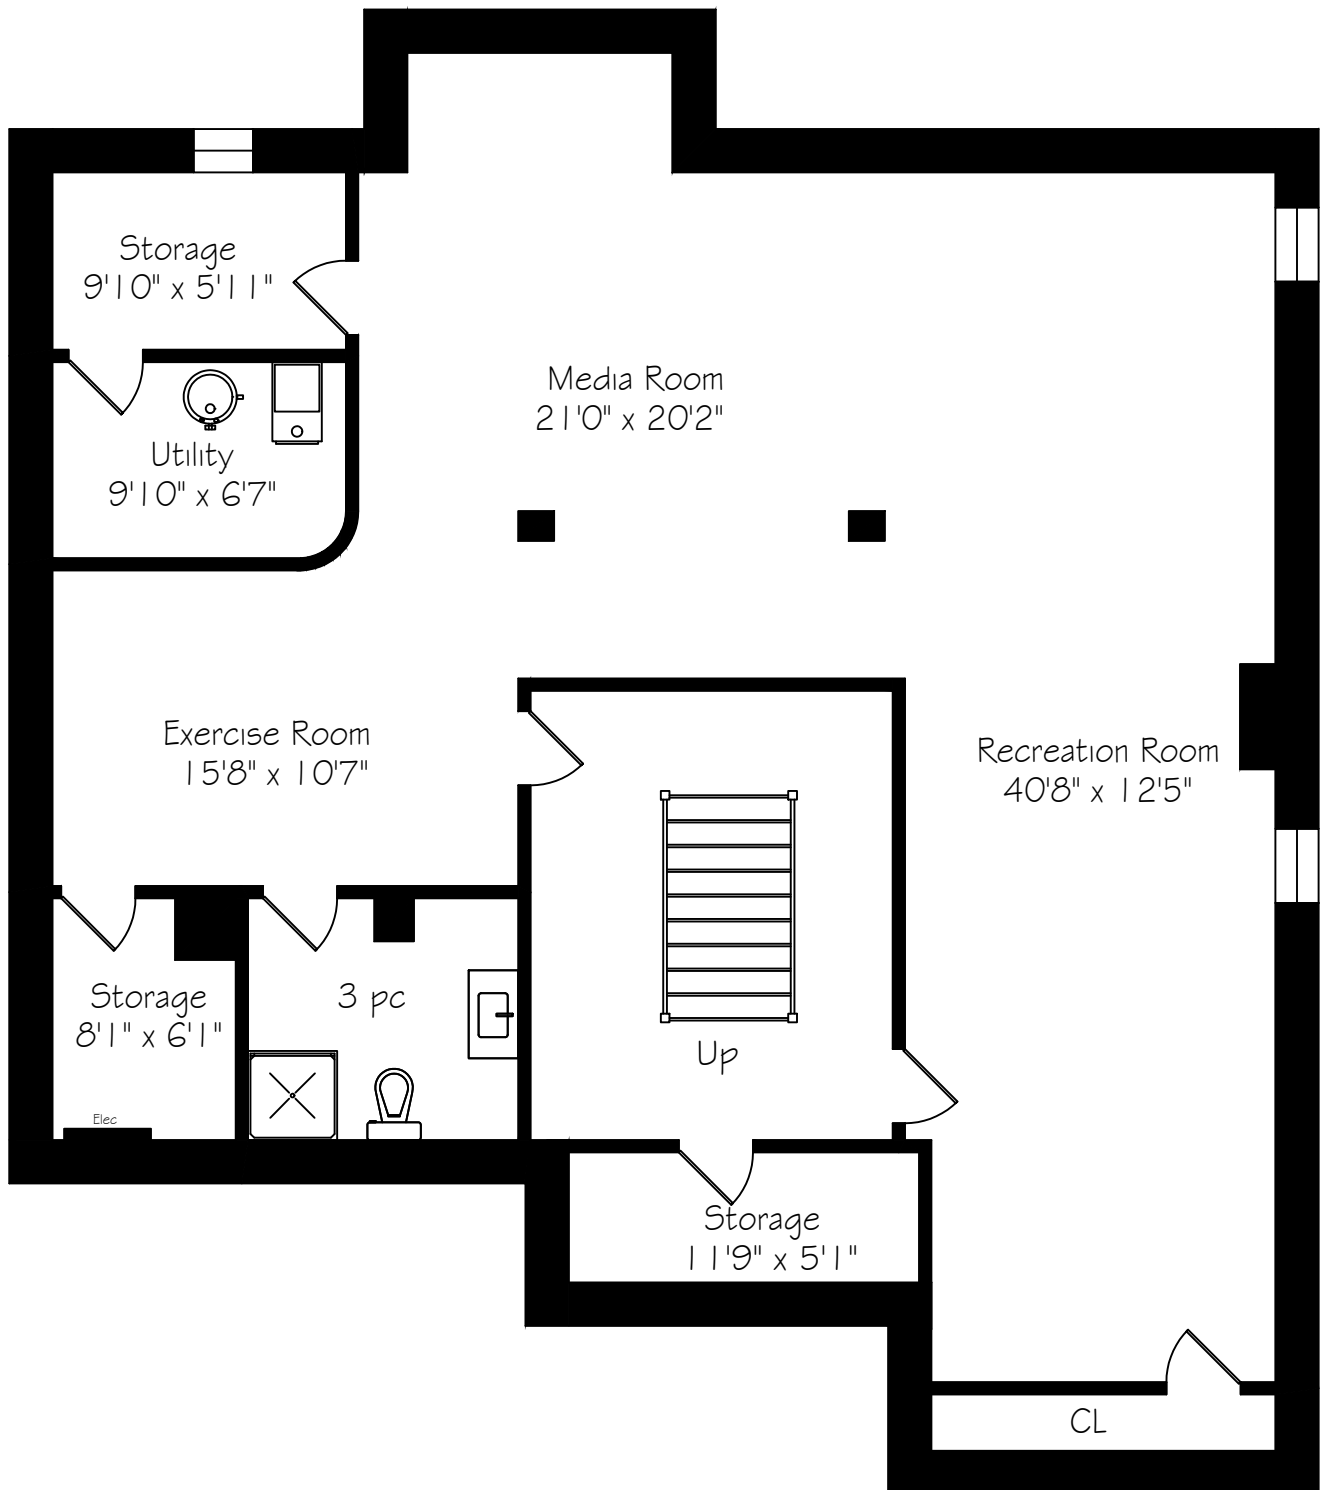 Storage
9'10" x 5'11"
Media Room
21'0" x 20'2"
Utility
9'10" x 6'7"
Exercise Room
15'8" x 10'7"
Recreation Room
40'8" x 12'5"
Storage
8'1" x 6'1"
3 pc
Up
Elec
Storage
11'9" x 5'1"
CL